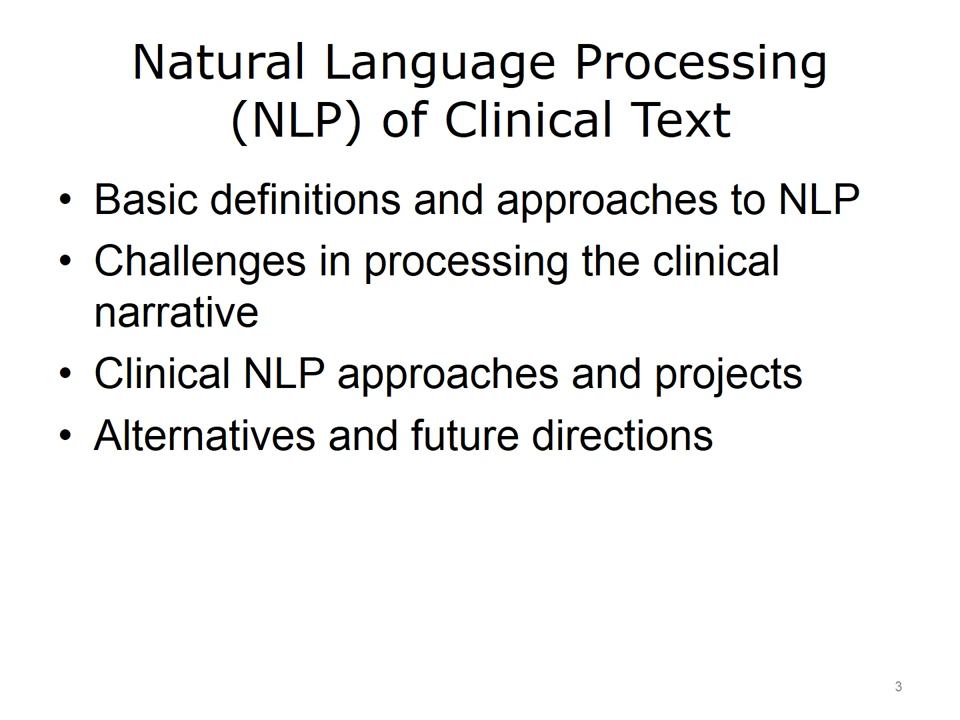 Natural Language Processing
(NLP) of Clinical Text
• Basic definitions and approaches to NLP
• Challenges in processing the clinical
narrative
• Clinical NLP approaches and projects
• Alternatives and future directions
3